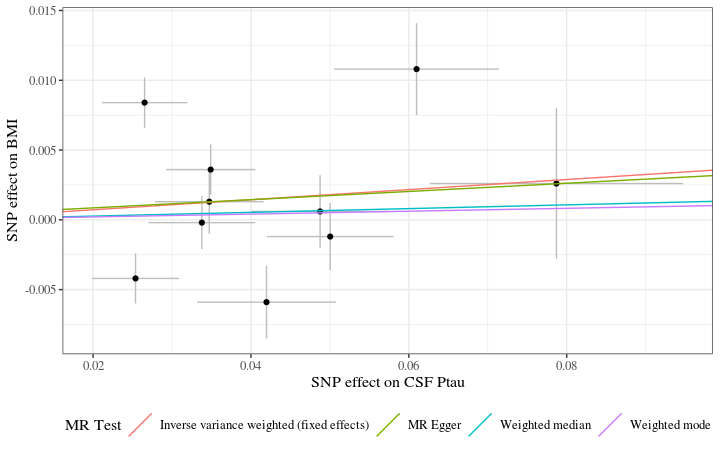 0.015
0.010
0.005
0.000
-0.005
SNP effect on BMI
0.02 0.04 0.06 0.08
SNP effect on CSF Ptau
MR Test Inverse variance weighted (fixed effects) MR Egger Weighted median Weighted mode